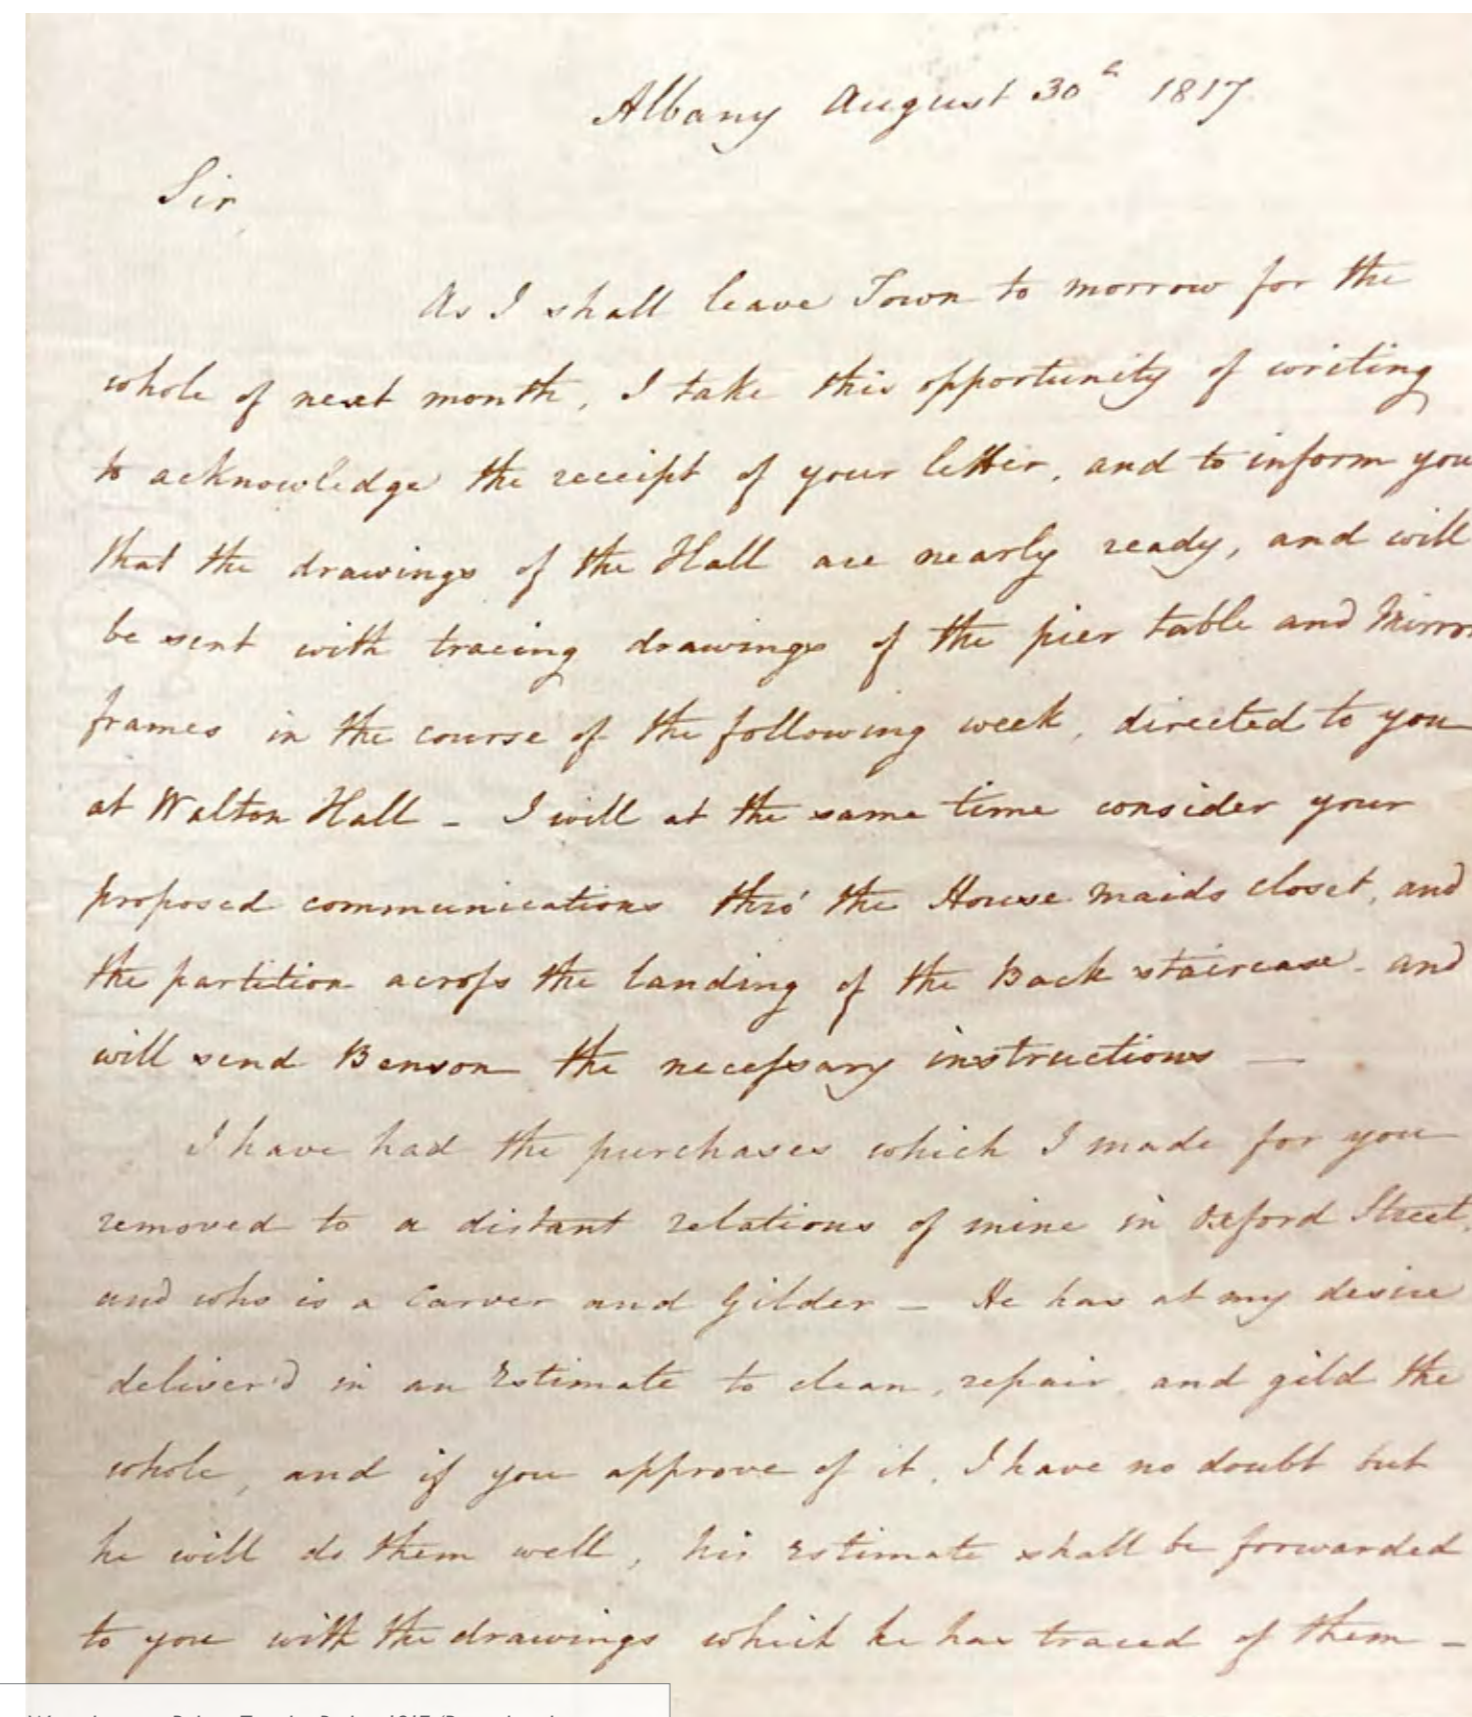 Albany August 30th 1817
Sir,
As I shall leave Town to morrow for the
whole of next month, I take this opportunity of writing
to acknowledge the receipt of your letter, and to inform you
that the drawings of the Hall are nearly ready, and will
be sent with tracing drawings of the pier table and Mirror
frames in the course of the following week, directed to you
at Walton Hall - I will at the same time consider your
proposed communications thro' the House maids closet, and
the partition across the landing of the Back staircase - and
will send Benson the necessary instructions —
I have had the purchases which I made for you
removed to a distant relations of mine in Oxford Street,
and who is a Carver and Gilder - He has at my desire
deliver'd in an Estimate to clean, repair, and gild the
whole, and if you approve of it, I have no doubt but
he will do them well, his Estimate shall be forwarded
to you with the drawings which he has traced of them -